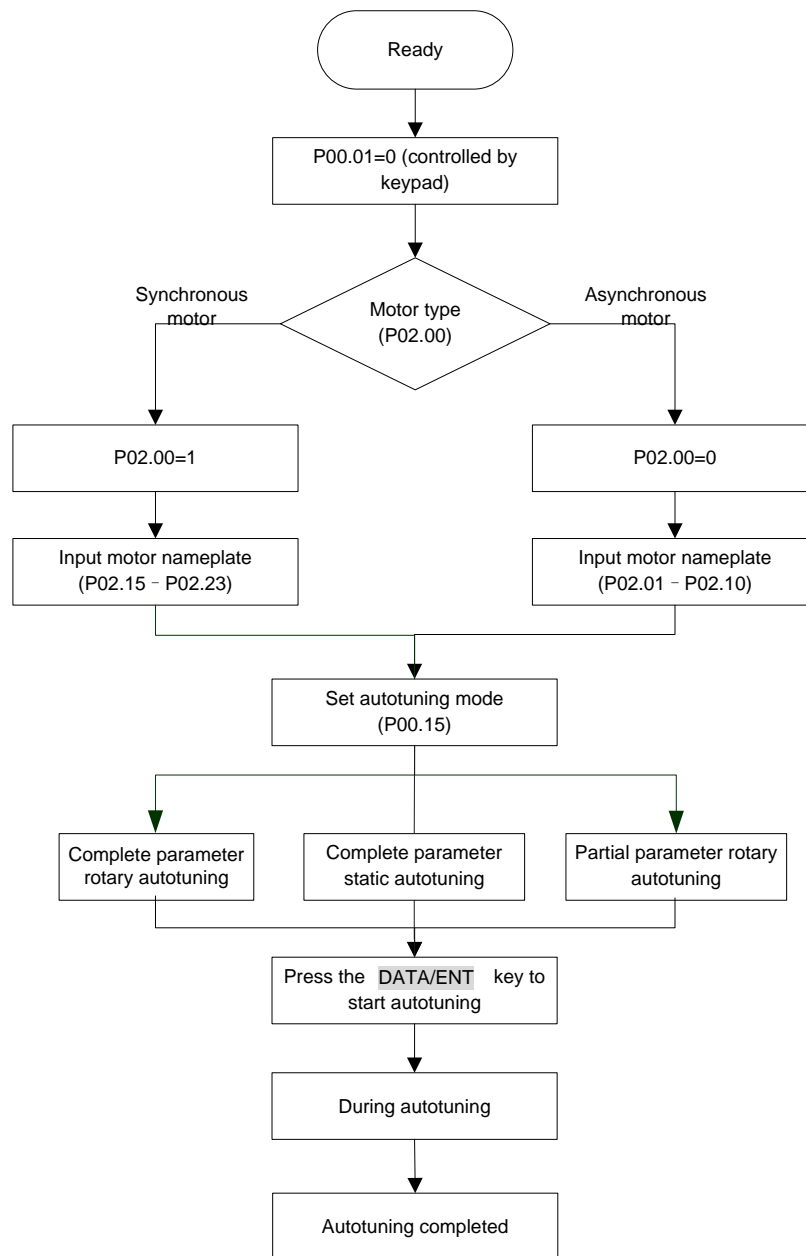 Ready
P00.01=0 (controlled by
keypad)
Synchronous
motor
Motor type
(P02.00)
Asynchronous
motor
P02.00=1
P02.00=0
Input motor nameplate
(P02.15 - P02.23)
Input motor nameplate
(P02.01 - P02.10)
Set autotuning mode
(P00.15)
Complete parameter
rotary autotuning
Complete parameter
static autotuning
Partial parameter rotary
autotuning
Press the DATA/ENT key to
start autotuning
During autotuning
Autotuning completed